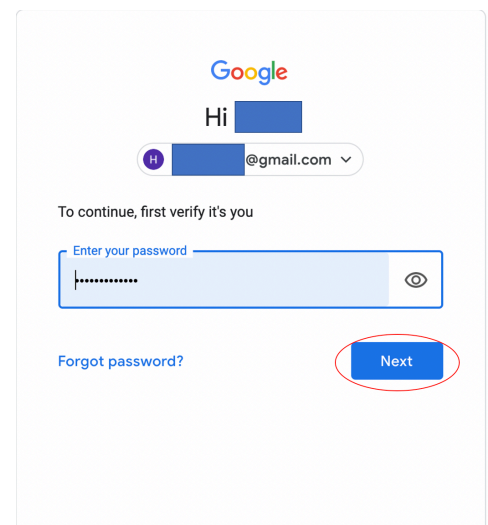 Google
Hi
H @gmail.com
To continue, first verify it's you
Enter your password
•••••••••••••
Forgot password?
Next